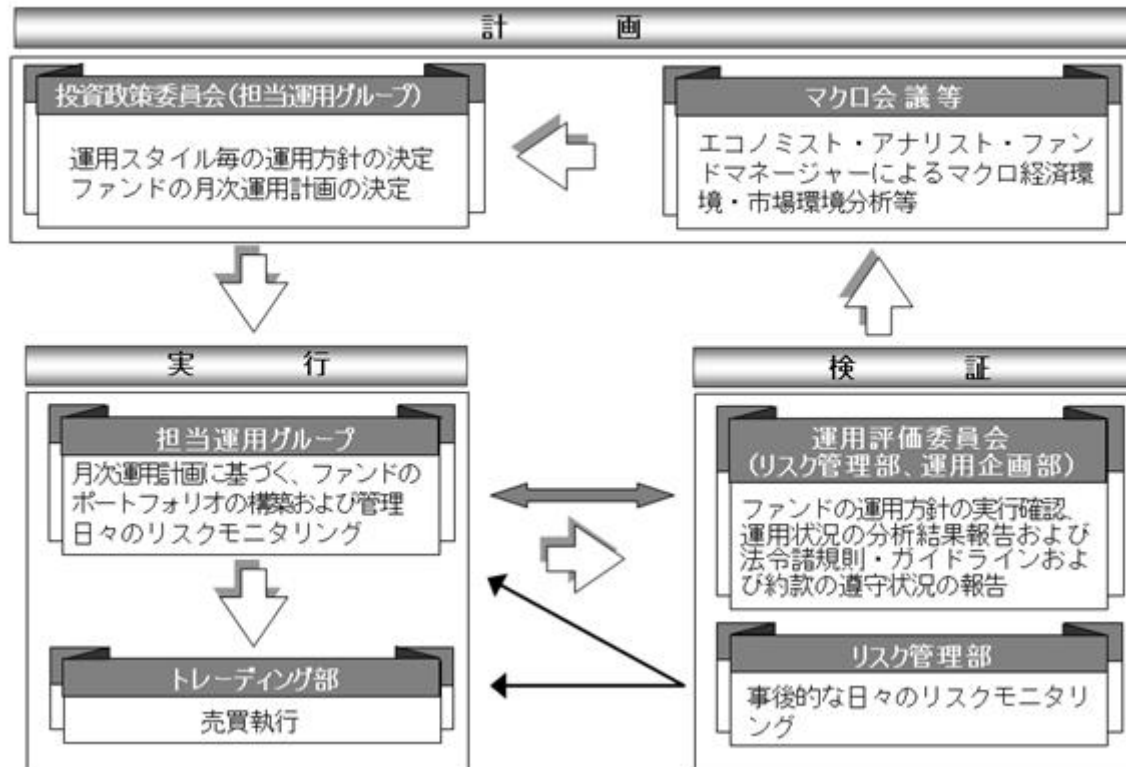 計画
投資政策委員会（担当運用グループ）
運用スタイル毎の運用方針の決定
ファンドの月次運用計画の決定
マクロ会議等
エコノミスト・アナリスト・ファン
ドマネージャーによるマクロ経済環
境・市場環境分析等
実行
担当運用グループ
月次運用計画に基づく、ファンドの
ポートフォリオの構築および管理
日々のリスクモニタリング
トレーディング部
売買執行
検証
運用評価委員会
（リスク管理部、運用企画部）
ファンドの運用方針の実行確認、
運用状況の分析結果報告および
法令諸規則・ガイドラインおよ
び約款の遵守状況の報告
リスク管理部
事後的な日々のリスクモニタリ
ング